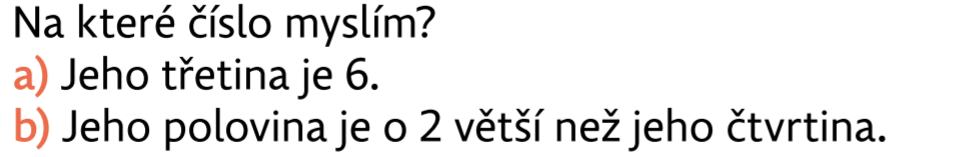 Na které číslo myslím?
a) Jeho třetina je 6.
b) Jeho polovina je o 2 větší než jeho čtvrtina.